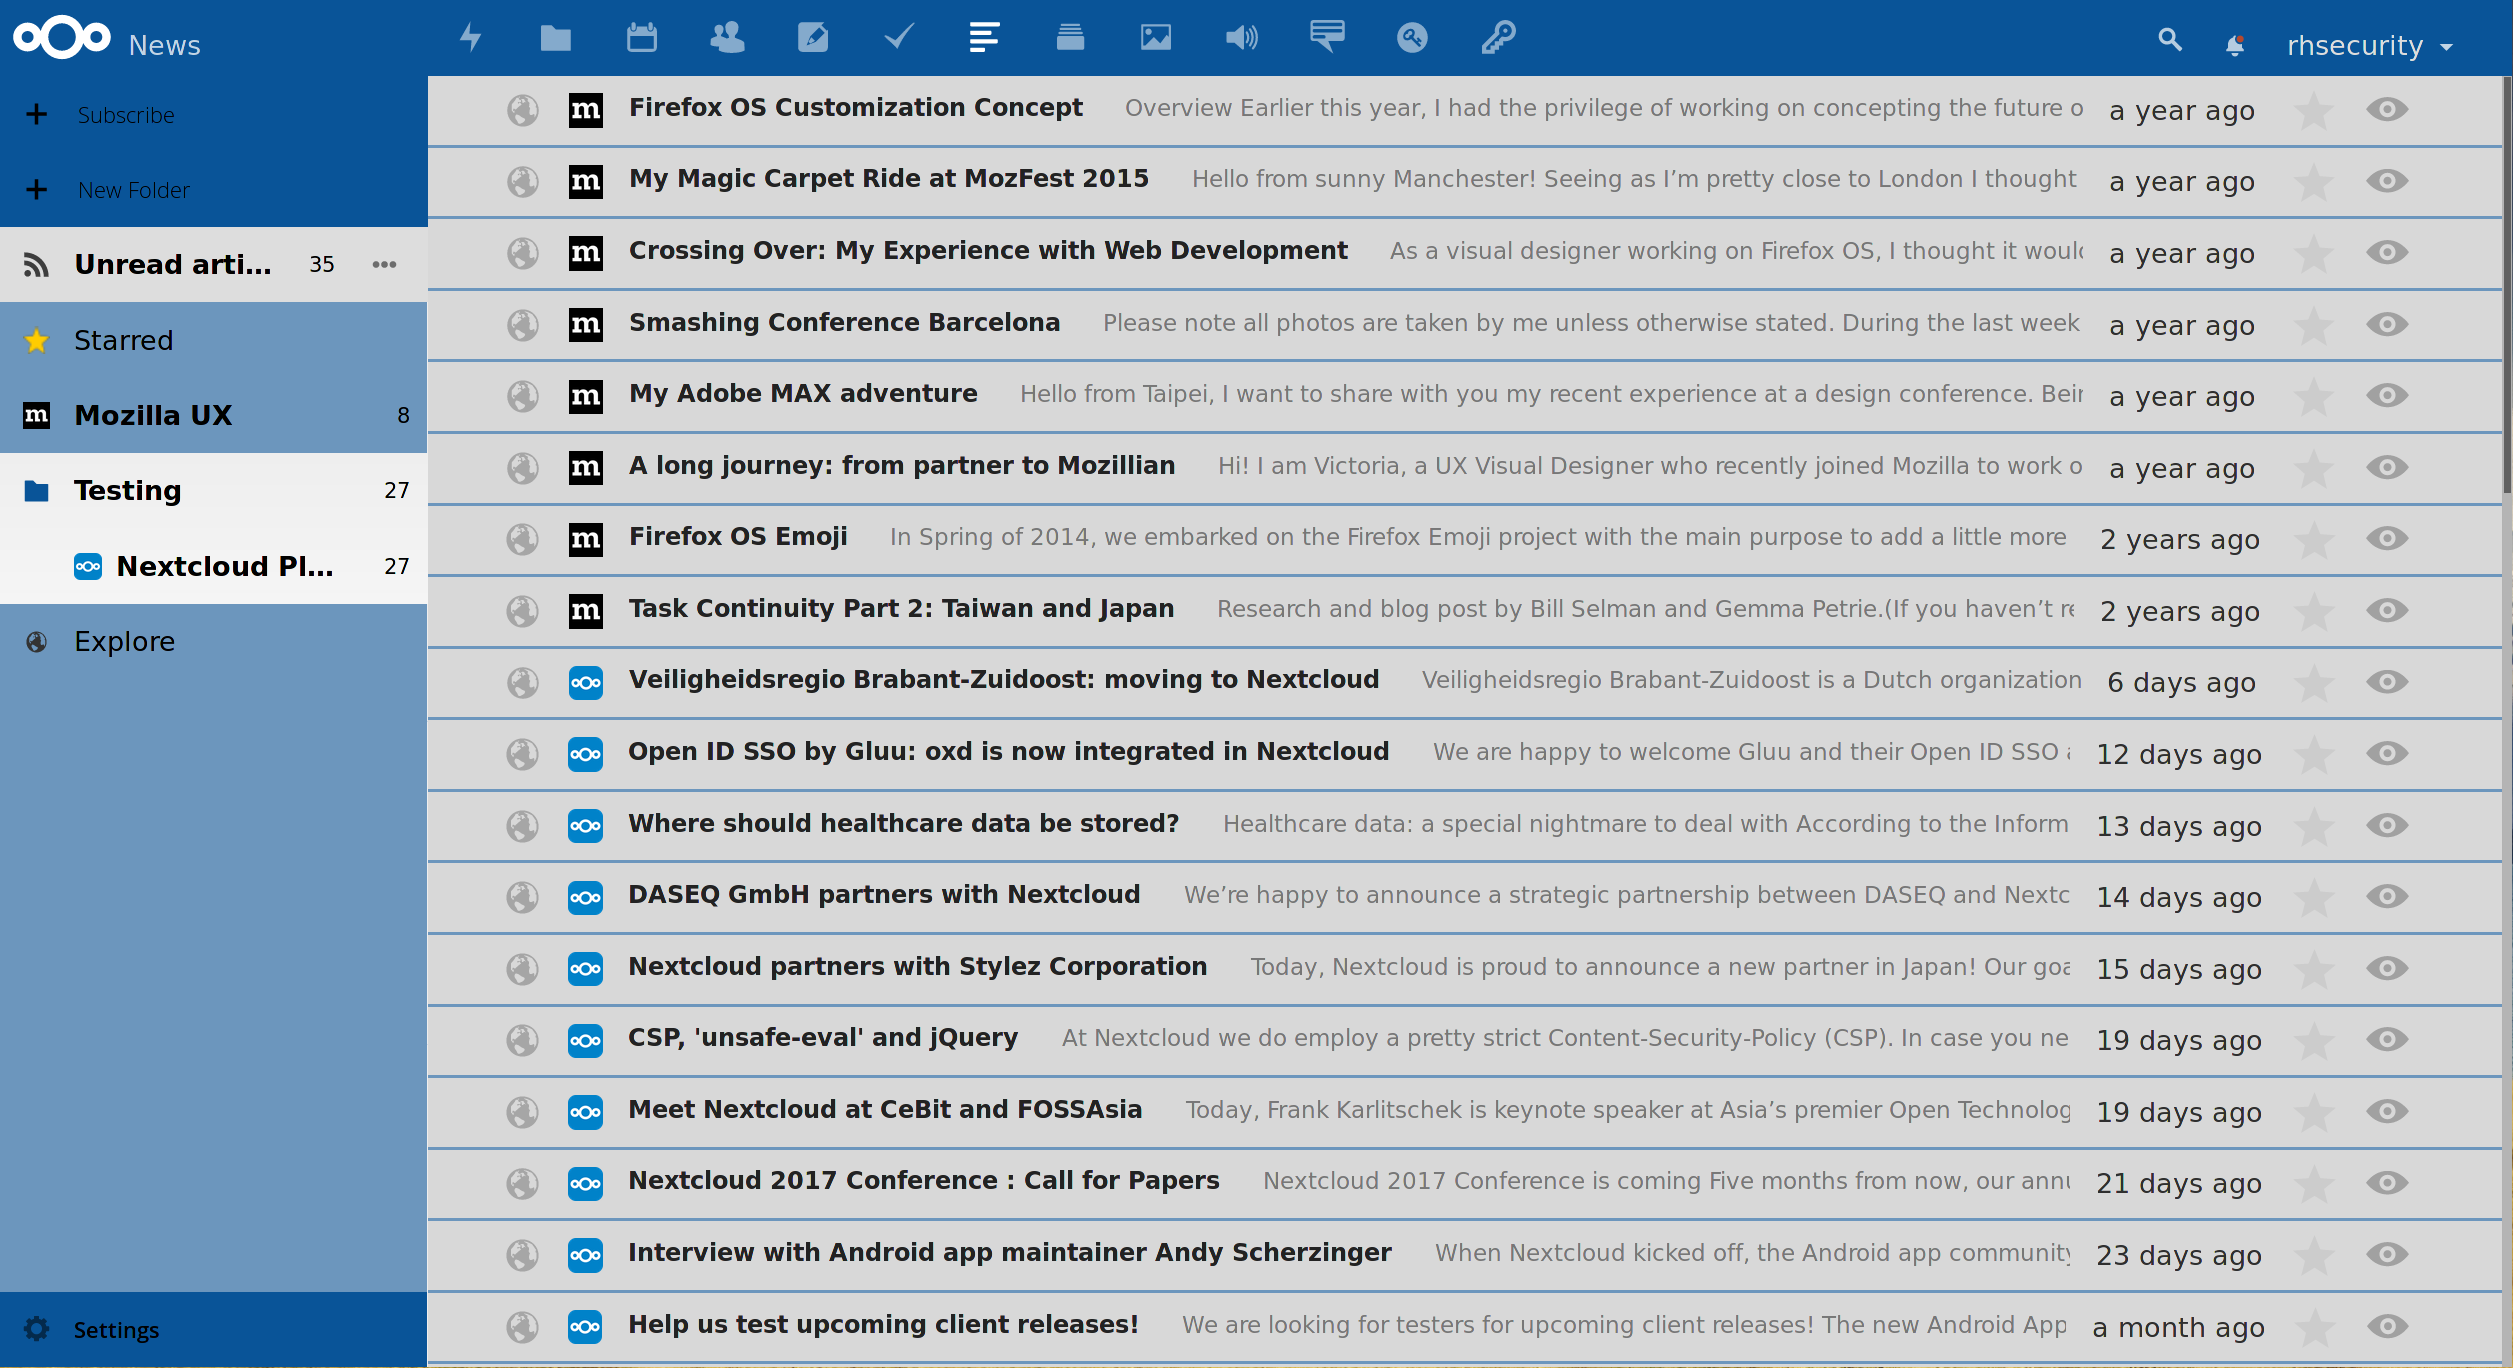 News
rhsecurity
Subscribe
New Folder
Unread arti... 35
Starred
Mozilla UX 8
Testing 27
Nextcloud Pl... 27
Explore
Settings
Firefox OS Customization Concept Overview Earlier this year, I had the privilege of working on concepting the future o a year ago
My Magic Carpet Ride at MozFest 2015 Hello from sunny Manchester! Seeing as I’m pretty close to London I thought a year ago
Crossing Over: My Experience with Web Development As a visual designer working on Firefox OS, I thought it would a year ago
Smashing Conference Barcelona Please note all photos are taken by me unless otherwise stated. During the last week a year ago
My Adobe MAX adventure Hello from Taipei, I want to share with you my recent experience at a design conference. Bein a year ago
A long journey: from partner to Mozillian Hi! I am Victoria, a UX Visual Designer who recently joined Mozilla to work o a year ago
Firefox OS Emoji In Spring of 2014, we embarked on the Firefox Emoji project with the main purpose to add a little more 2 years ago
Task Continuity Part 2: Taiwan and Japan Research and blog post by Bill Selman and Gemma Petrie.(If you haven’t re 2 years ago
Veiligheidsregio Brabant-Zuidoost: moving to Nextcloud Veiligheidsregio Brabant-Zuidoost is a Dutch organization 6 days ago
Open ID SSO by Gluu: oxd is now integrated in Nextcloud We are happy to welcome Gluu and their Open ID SSO a 12 days ago
Where should healthcare data be stored? Healthcare data: a special nightmare to deal with According to the Inform 13 days ago
DASEQ GmbH partners with Nextcloud We’re happy to announce a strategic partnership between DASEQ and Nextc 14 days ago
Nextcloud partners with Stylez Corporation Today, Nextcloud is proud to announce a new partner in Japan! Our goa 15 days ago
CSP, 'unsafe-eval' and jQuery At Nextcloud we do employ a pretty strict Content-Security-Policy (CSP). In case you ne 19 days ago
Meet Nextcloud at CeBit and FOSSAsia Today, Frank Karlitschek is keynote speaker at Asia’s premier Open Technolog 19 days ago
Nextcloud 2017 Conference : Call for Papers Nextcloud 2017 Conference is coming Five months from now, our annu 21 days ago
Interview with Android app maintainer Andy Scherzinger When Nextcloud kicked off, the Android app community 23 days ago
Help us test upcoming client releases! We are looking for testers for upcoming client releases! The new Android App a month ago